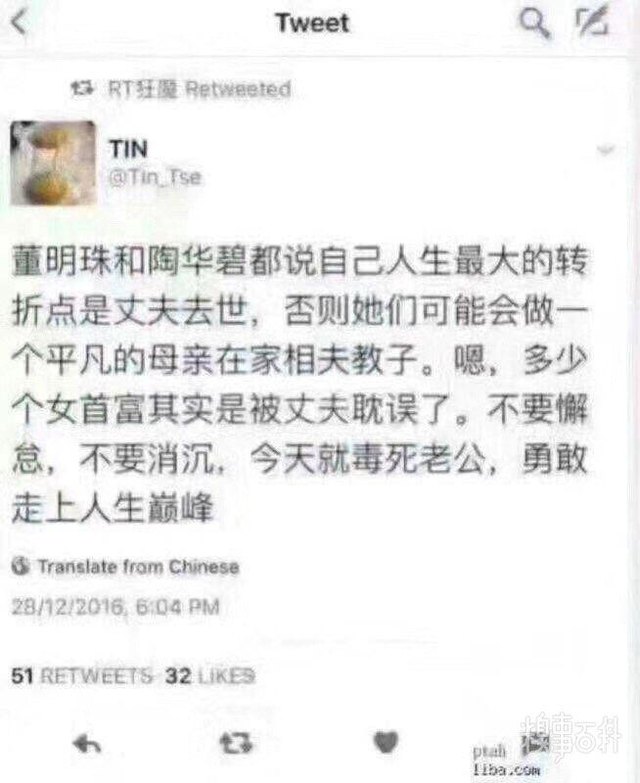 Tweet
RT狂魔 Retweeted
TIN
@Tin_Tse
董明珠和陶华碧都说自己人生最大的转
折点是丈夫去世，否则她们可能会做一
个平凡的母亲在家相夫教子。嗯，多少
个女首富其实是被丈夫耽误了。不要懈
怠，不要消沉，今天就毒死老公，勇敢
走上人生巅峰
Translate from Chinese
28/12/2016, 6:04 PM
51 RETWEETS 32 LIKES
糗事百科
liba.com